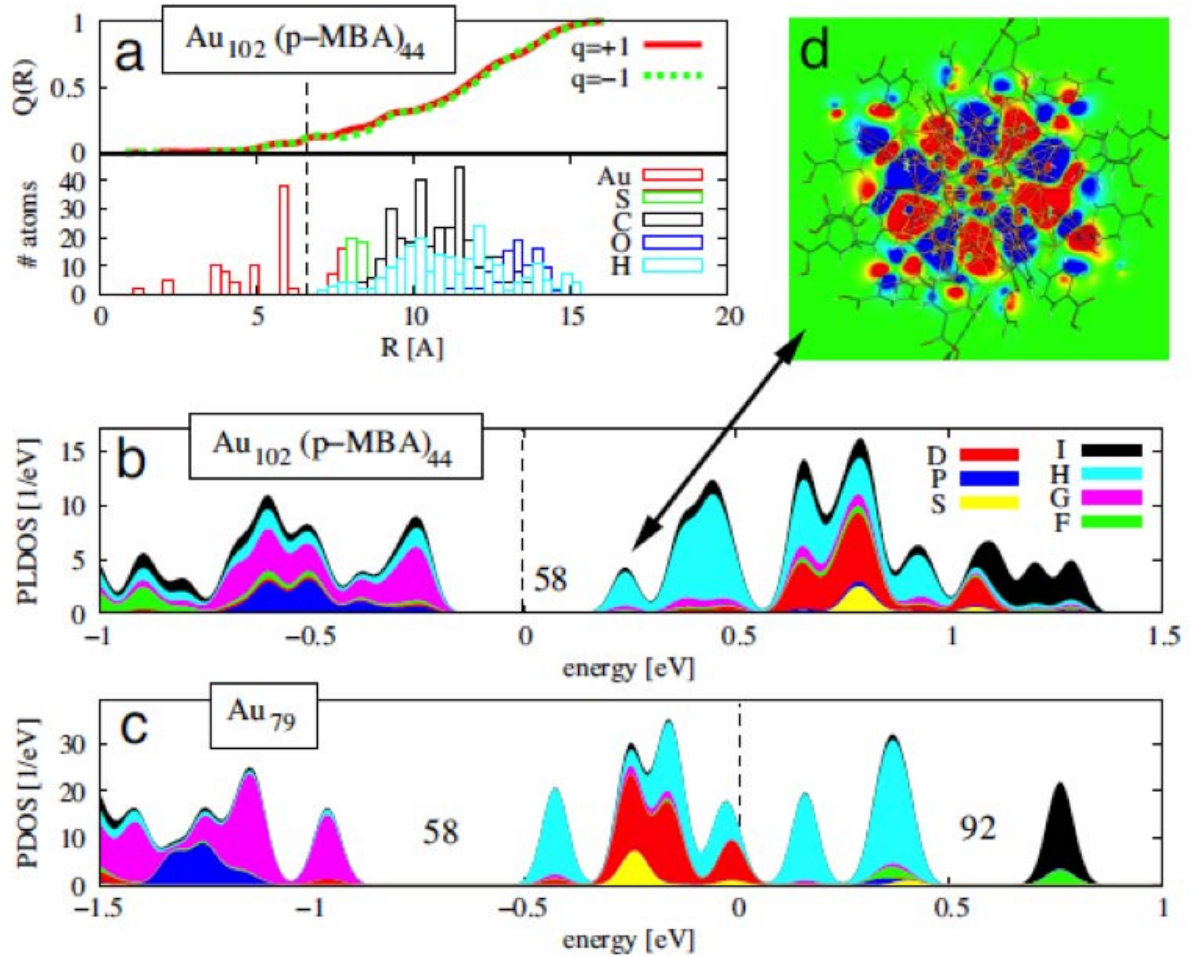 a
Au102 (p−MBA)44
q=+1
q=−1
Q(R)
1
0.5
0
# atoms
40
30
20
10
0
Au
S
C
O
H
0 5 10 15 20
R [A]
d
b
Au102 (p−MBA)44
PLDOS [1/eV]
15
10
5
0
58
D
P
S
I
H
G
F
−1 −0.5 0 0.5 1 1.5
energy [eV]
c
Au79
PDOS [1/eV]
30
20
10
0
58
92
−1.5 −1 −0.5 0 0.5 1
energy [eV]